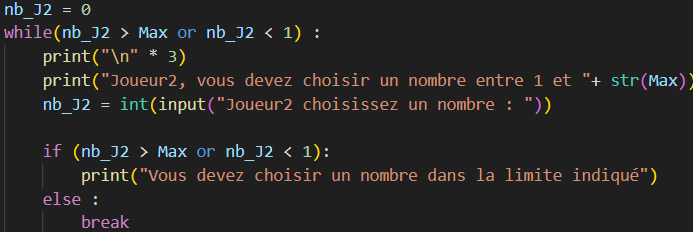 nb_J2 = 0
while(nb_J2 > Max or nb_J2 < 1) :
    print("\n" * 3)
    print("Joueur2, vous devez choisir un nombre entre 1 et "+ str(Max))
    nb_J2 = int(input("Joueur2 choisissez un nombre : "))

    if (nb_J2 > Max or nb_J2 < 1):
        print("Vous devez choisir un nombre dans la limite indiqué")
    else :
        break